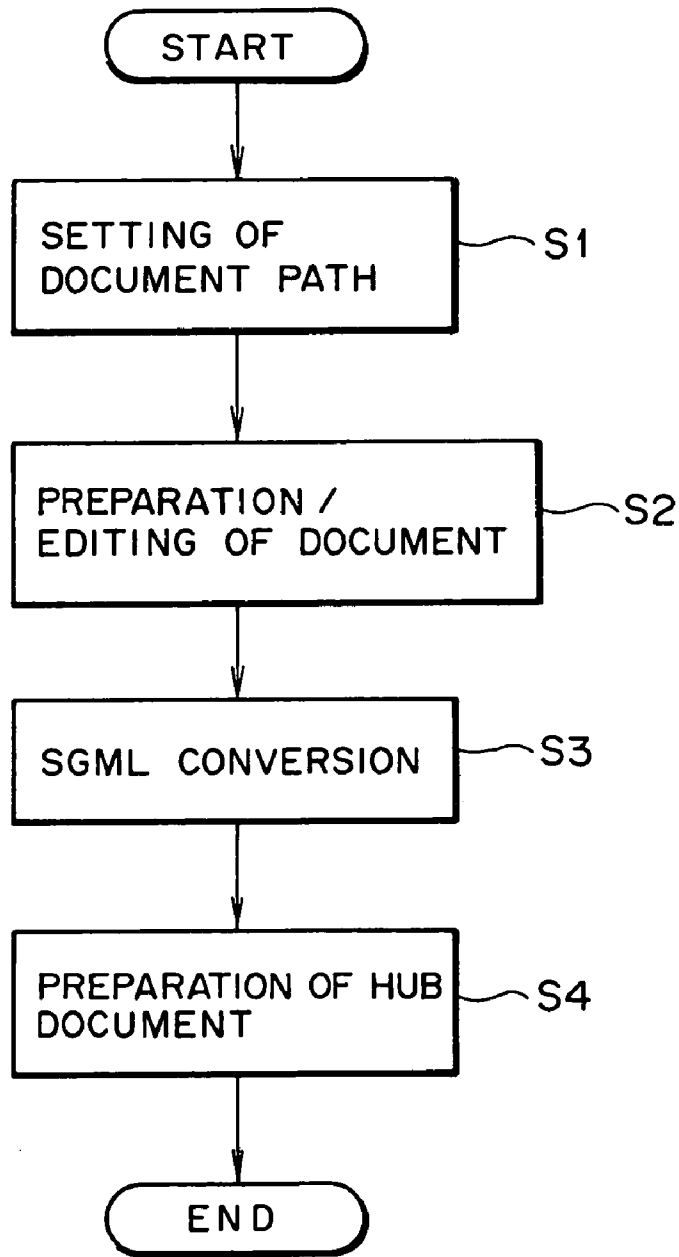 START
SETTING OF
DOCUMENT PATH
S1
PREPARATION /
EDITING OF DOCUMENT
S2
SGML CONVERSION
S3
PREPARATION OF HUB
DOCUMENT
S4
END